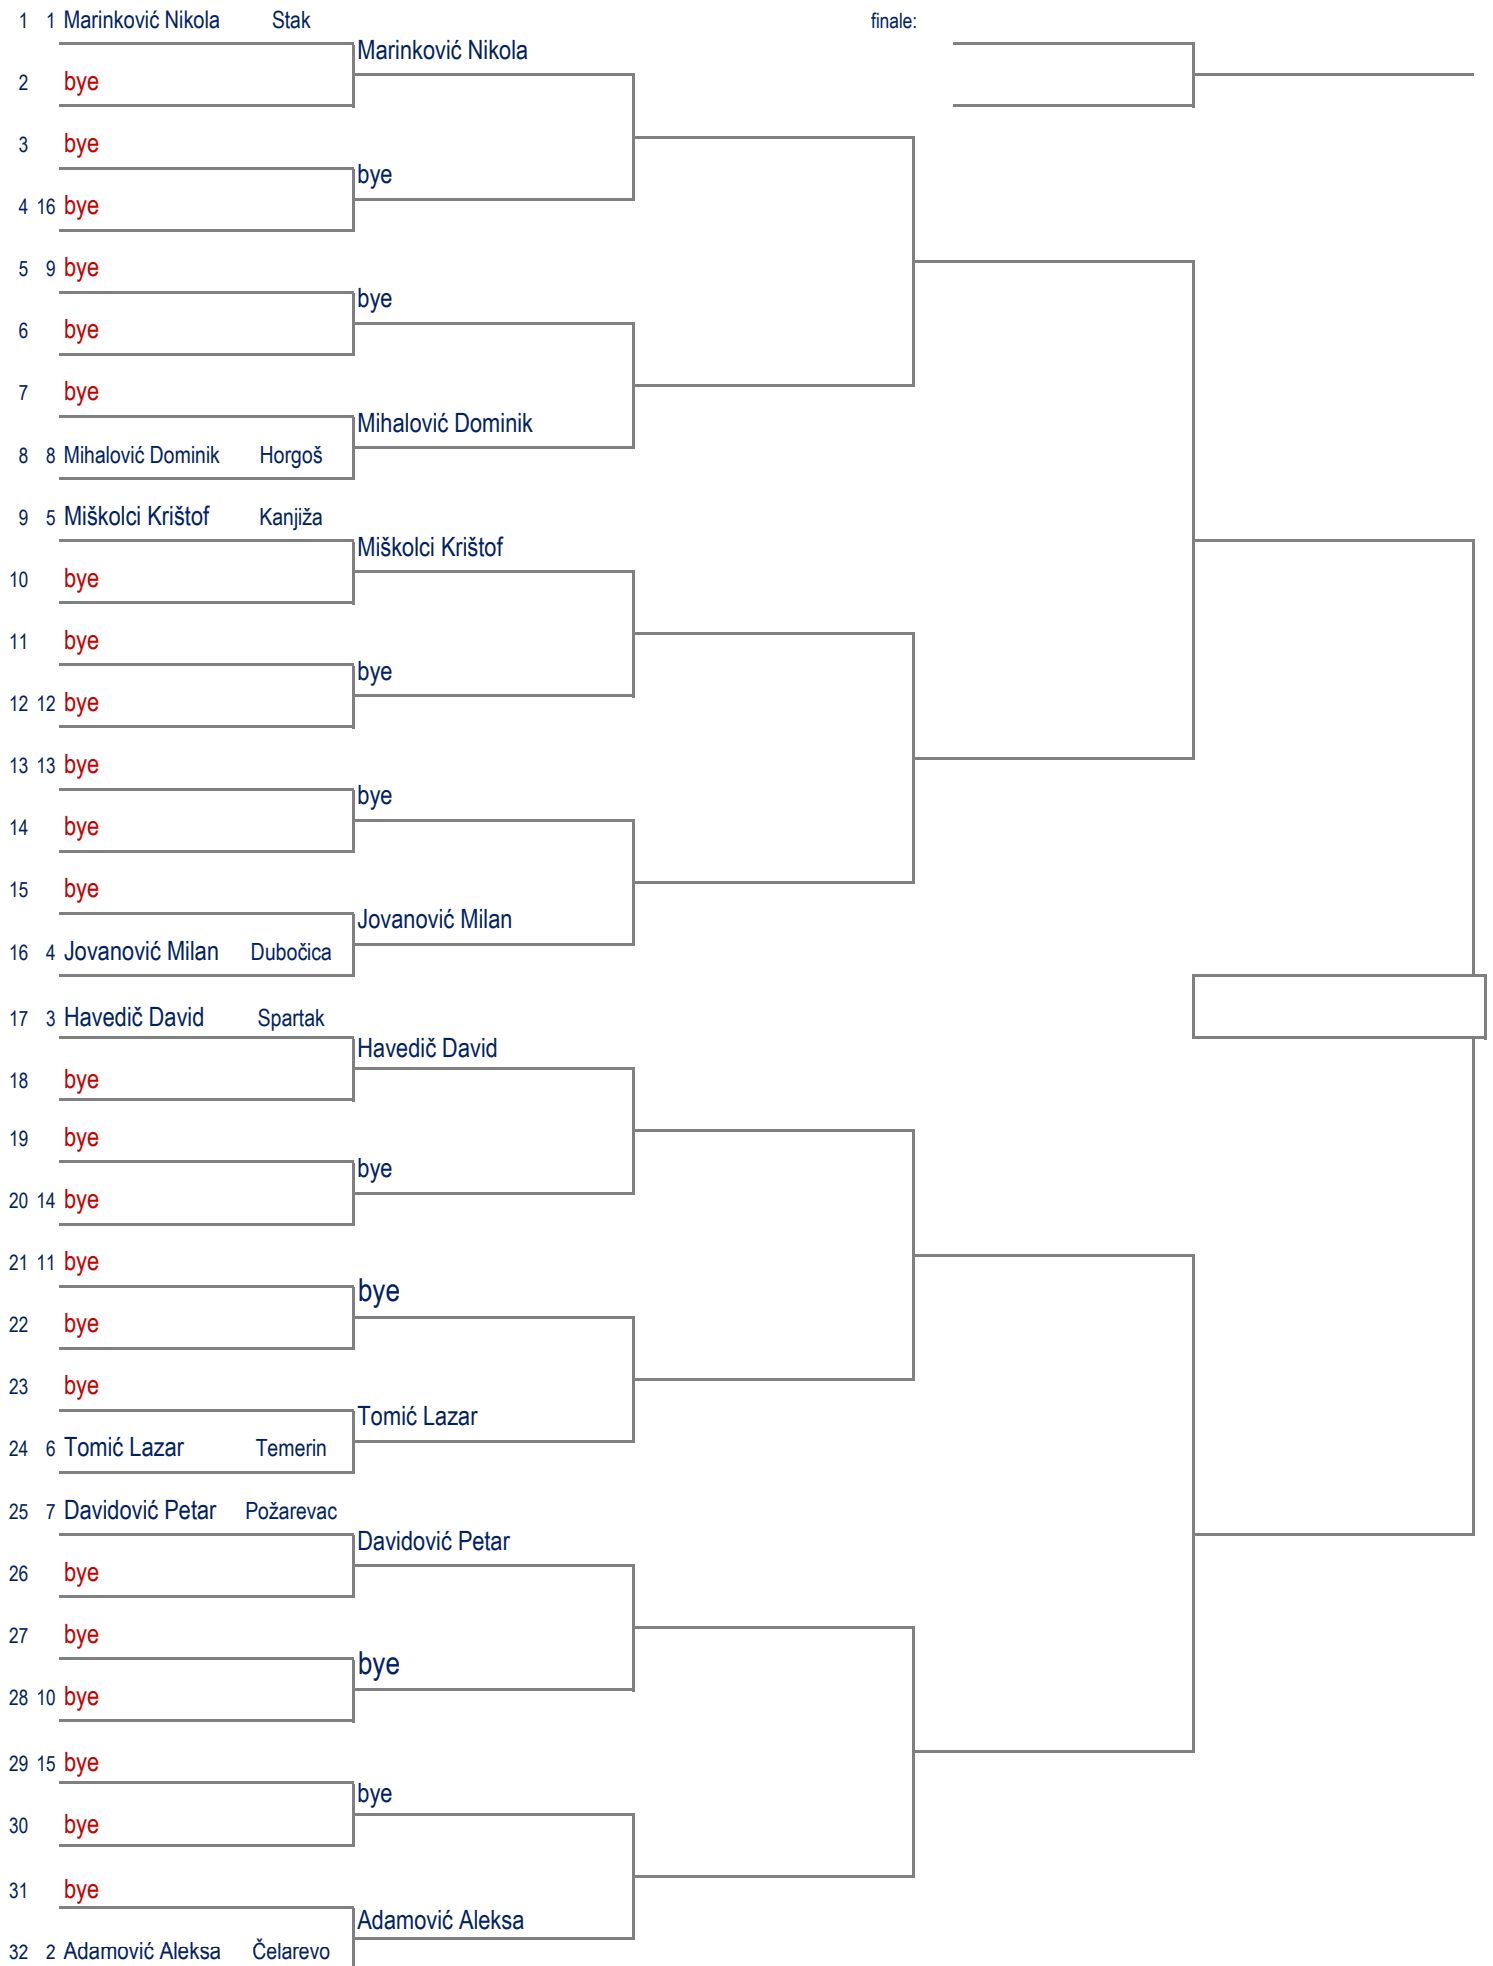 1 1 Marinković Nikola Stak finale:
Marinković Nikola
2 bye
3 bye
bye
4 16 bye
5 9 bye
bye
6 bye
7 bye
Mihalović Dominik
8 8 Mihalović Dominik Horgoš
9 5 Miškolci Krištof Kanjiža
Miškolci Krištof
10 bye
11 bye
bye
12 12 bye
13 13 bye
bye
14 bye
15 bye
Jovanović Milan
16 4 Jovanović Milan Dubočica
17 3 Havedič David Spartak
Havedič David
18 bye
19 bye
bye
20 14 bye
21 11 bye
bye
22 bye
23 bye
Tomić Lazar
24 6 Tomić Lazar Temerin
25 7 Davidović Petar Požarevac
Davidović Petar
26 bye
27 bye
bye
28 10 bye
29 15 bye
bye
30 bye
31 bye
Adamović Aleksa
32 2 Adamović Aleksa Čelarevo